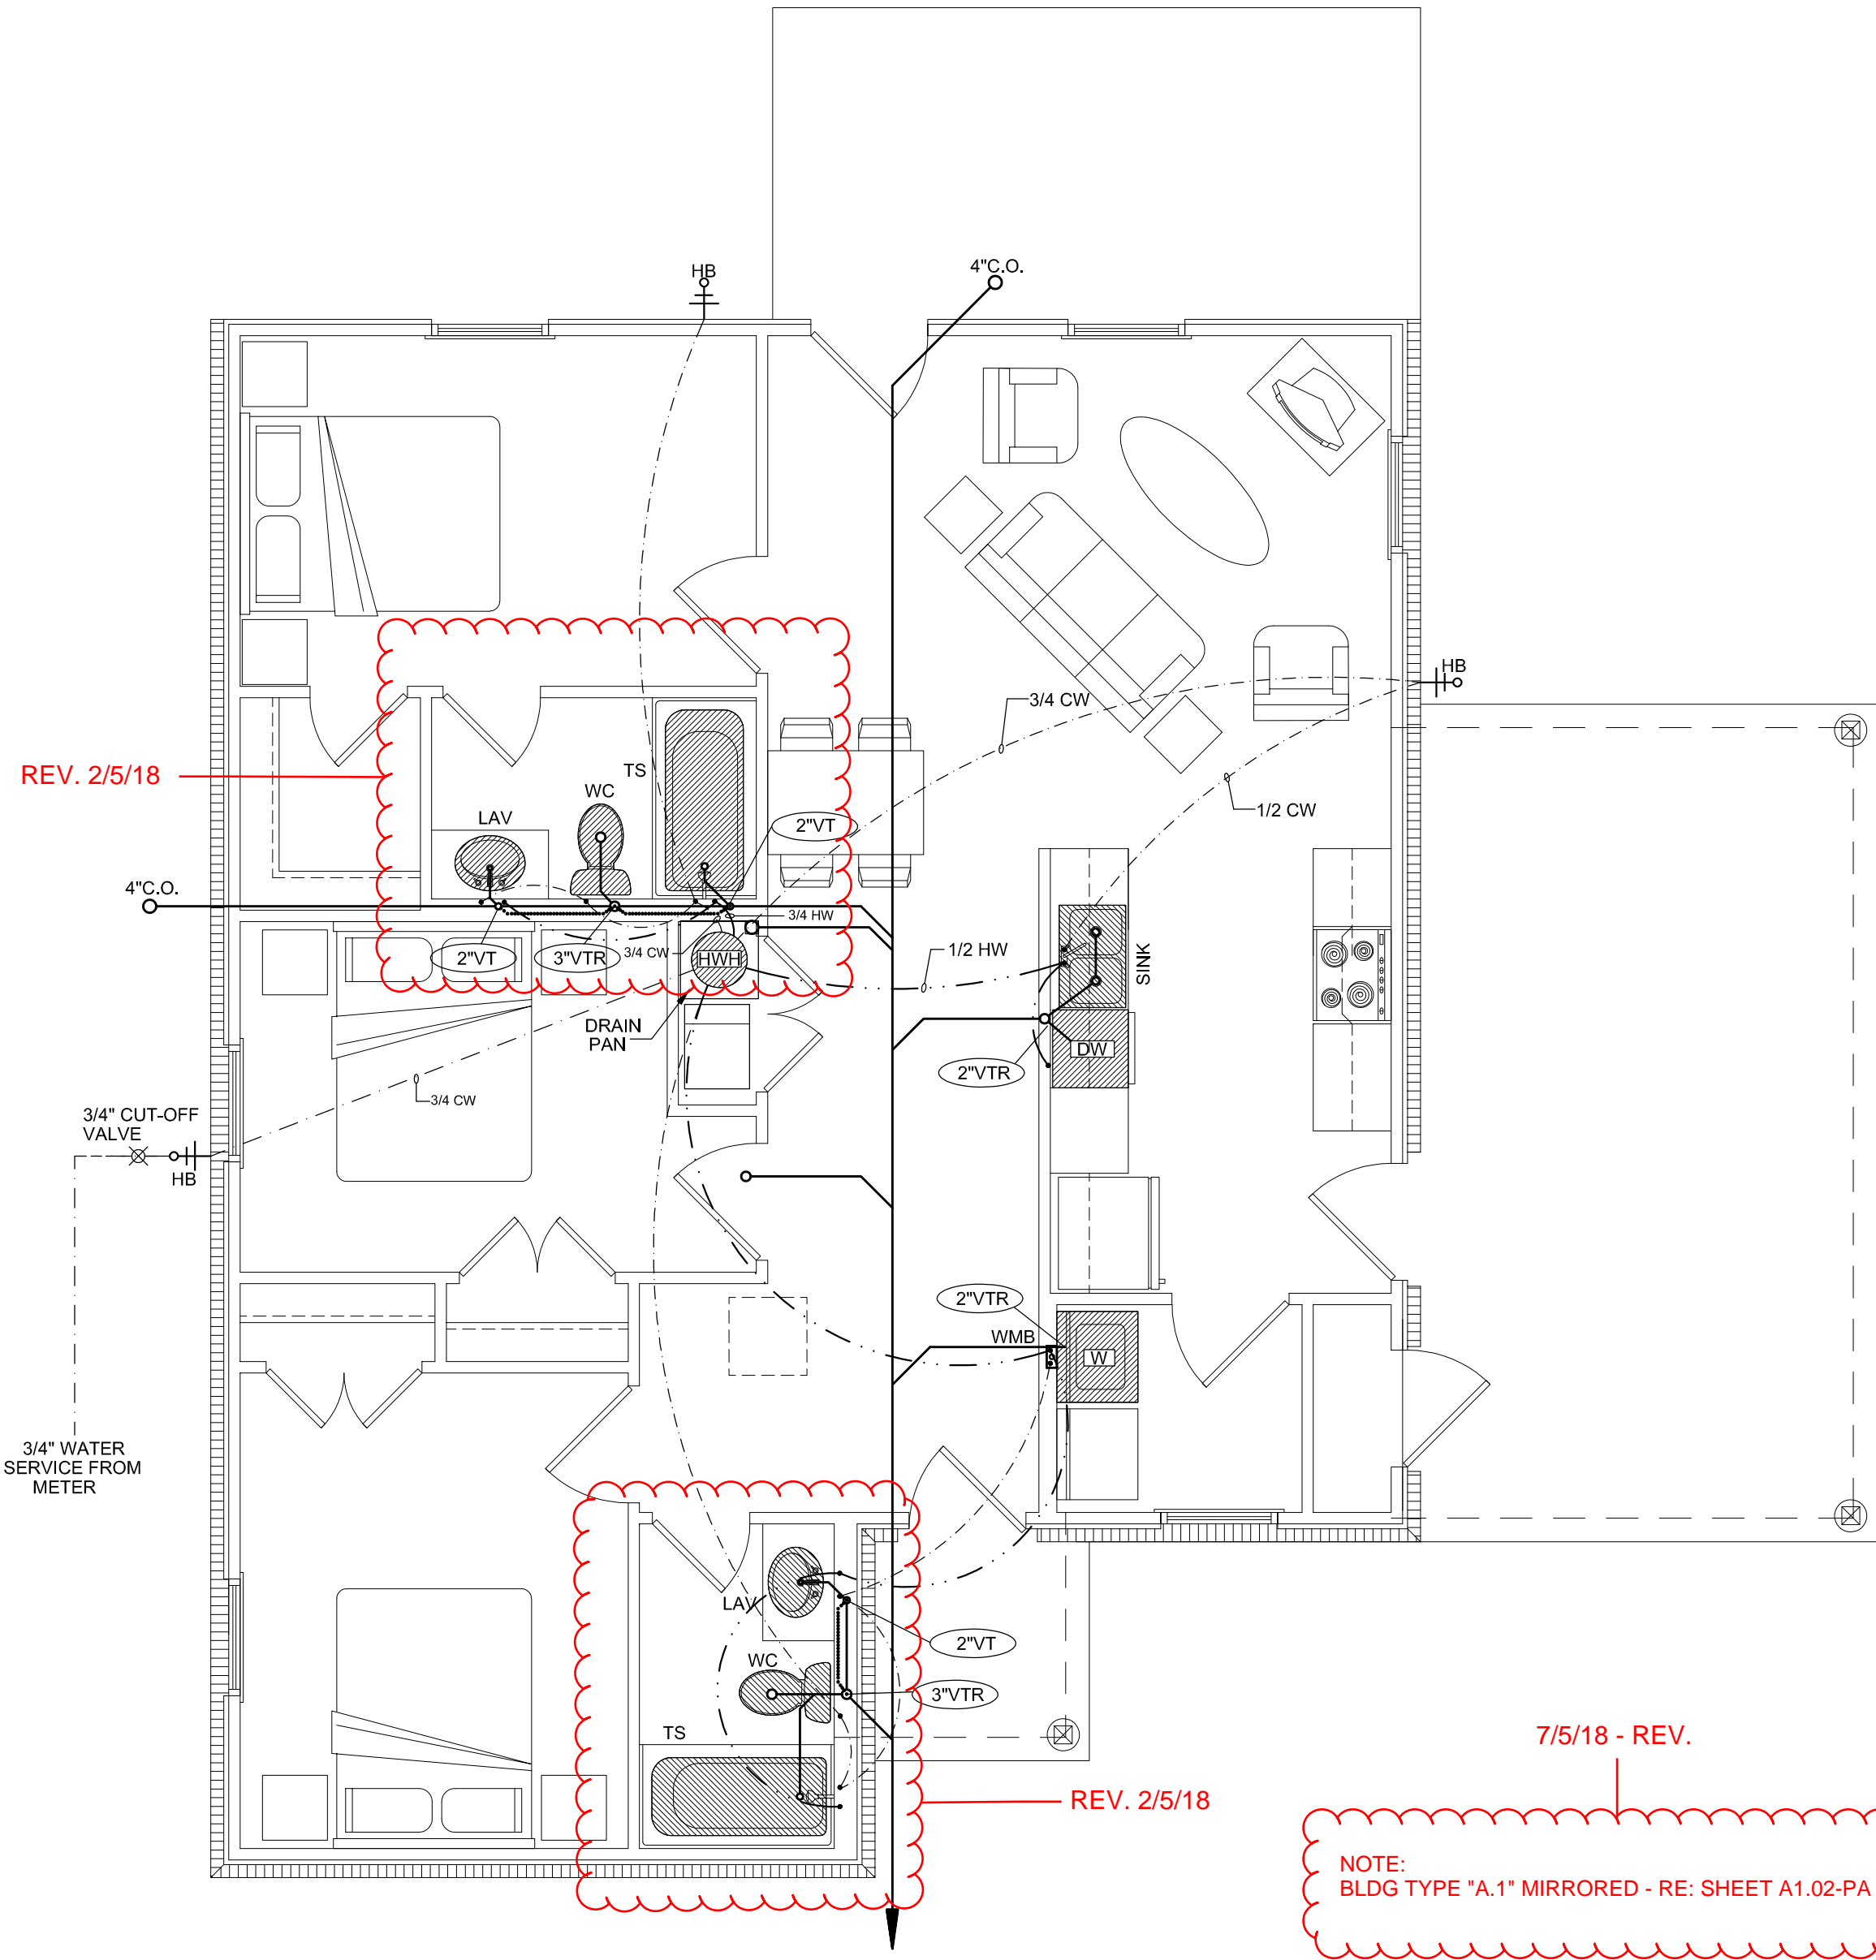 HB
4"C.O.
HB
3/4 CW
REV. 2/5/18
TS
WC
1/2 CW
LAV
2"VT
4"C.O.
3/4 HW
2"VT
3"VTR
3/4 CW
HWH
1/2 HW
SINK
DRAIN
PAN
DW
2"VTR
3/4 CW
3/4" CUT-OFF
VALVE
HB
2"VTR
WMB
W
3/4" WATER
SERVICE FROM
METER
LAV
2"VT
WC
3"VTR
TS
REV. 2/5/18
7/5/18 - REV.
NOTE:
BLDG TYPE "A.1" MIRRORED - RE: SHEET A1.02-PA